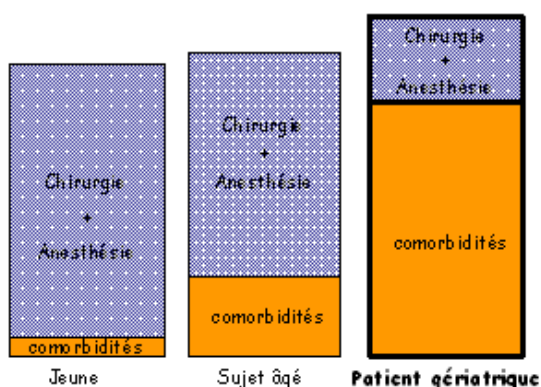 Chirurgie
+
Anesthésie
comorbidités
Jeune
Chirurgie
+
Anesthésie
comorbidités
Sujet âgé
Chirurgie
+
Anesthésie
comorbidités
Patient gériatrique